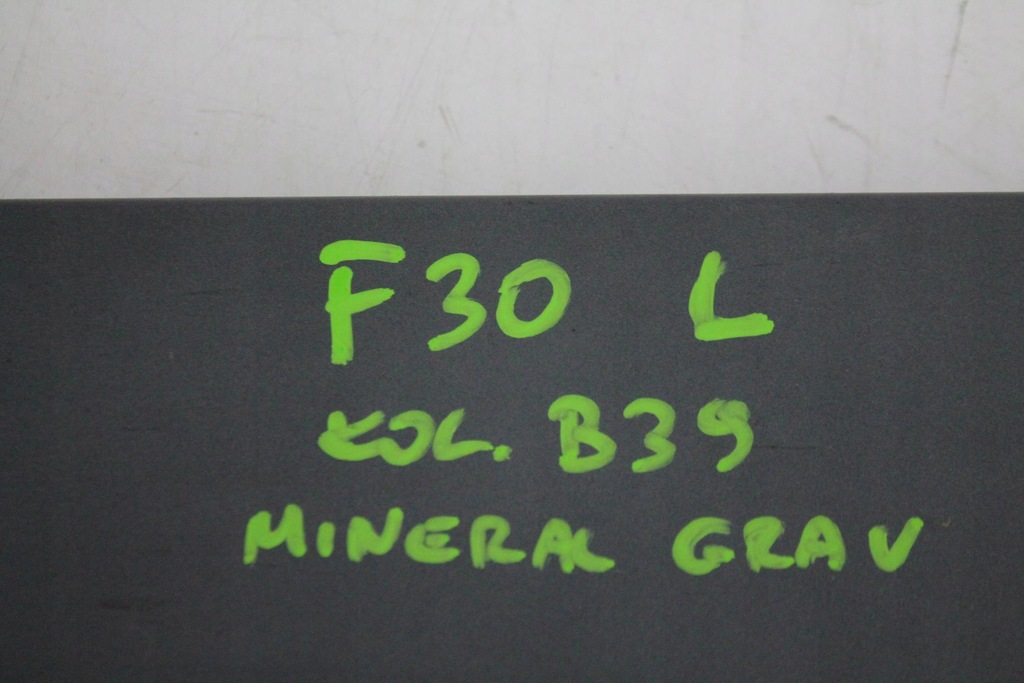 F30 L
KOL. B39
MINERAL GRAU